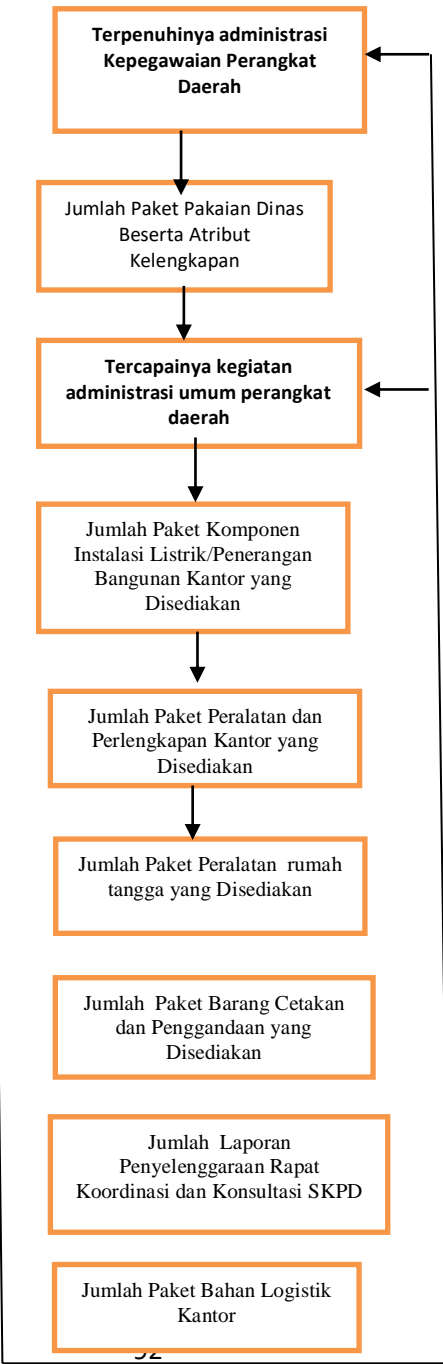 Terpenuhinya administrasi
Kepegawaian Perangkat
Daerah
Jumlah Paket Pakaian Dinas
Beserta Atribut
Kelengkapan
Tercapainya kegiatan
administrasi umum perangkat
daerah
Jumlah Paket Komponen
Instalasi Listrik/Penerangan
Bangunan Kantor yang
Disediakan
Jumlah Paket Peralatan dan
Perlengkapan Kantor yang
Disediakan
Jumlah Paket Peralatan rumah
tangga yang Disediakan
Jumlah Paket Barang Cetakan
dan Penggandaan yang
Disediakan
Jumlah Laporan
Penyelenggaraan Rapat
Koordinasi dan Konsultasi SKPD
Jumlah Paket Bahan Logistik
Kantor